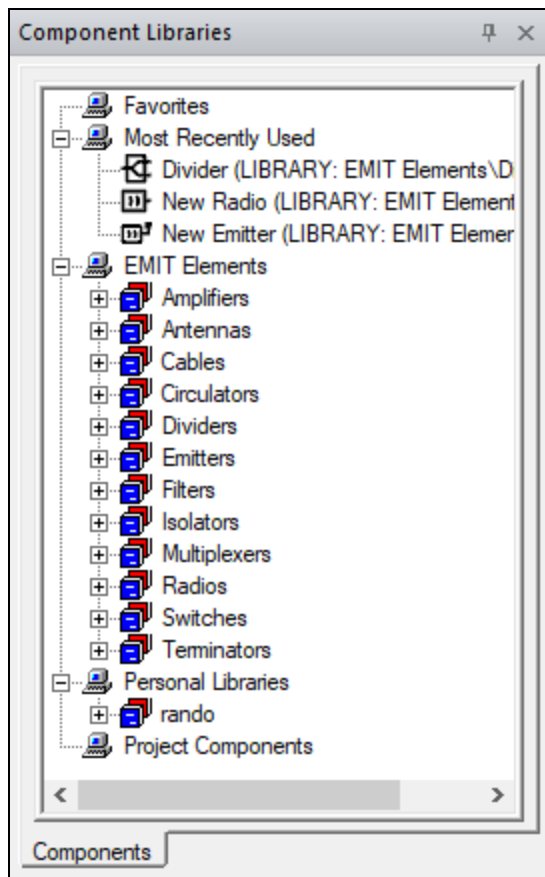 Component Libraries
Favorites
Most Recently Used
Divider (LIBRARY: EMIT Elements\D
New Radio (LIBRARY: EMIT Element
New Emitter (LIBRARY: EMIT Elemer
EMIT Elements
Amplifiers
Antennas
Cables
Circulators
Dividers
Emitters
Filters
Isolators
Multiplexers
Radios
Switches
Terminators
Personal Libraries
rando
Project Components
Components